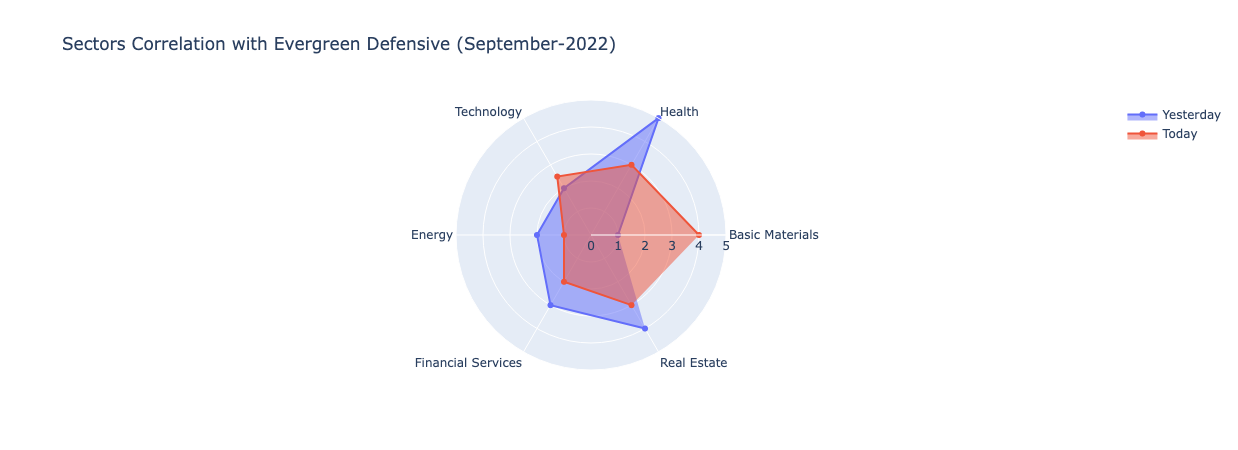 Sectors Correlation with Evergreen Defensive (September-2022)
Technology
Health
Yesterday
Today
Energy
Basic Materials
0 1 2 3 4 5
Financial Services
Real Estate